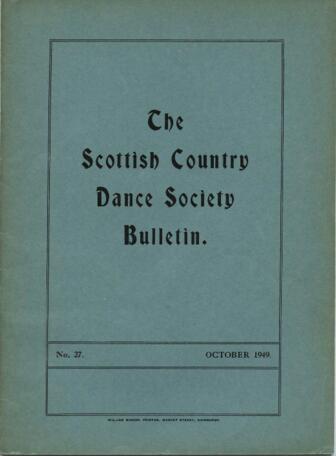 The
Scottish Country
Dance Society
Bulletin.
No. 27. OCTOBER 1949.